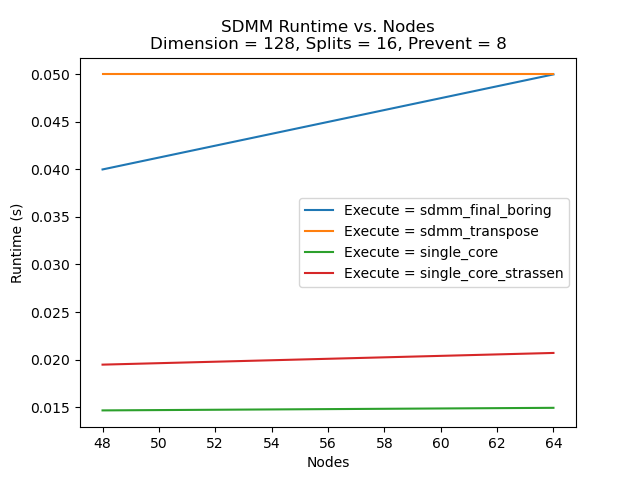 SDMM Runtime vs. Nodes
Dimension = 128, Splits = 16, Prevent = 8
Runtime (s)
0.050
0.045
0.040
0.035
0.030
0.025
0.020
0.015
Execute = sdmm_final_boring
Execute = sdmm_transpose
Execute = single_core
Execute = single_core_strassen
48 50 52 54 56 58 60 62 64
Nodes